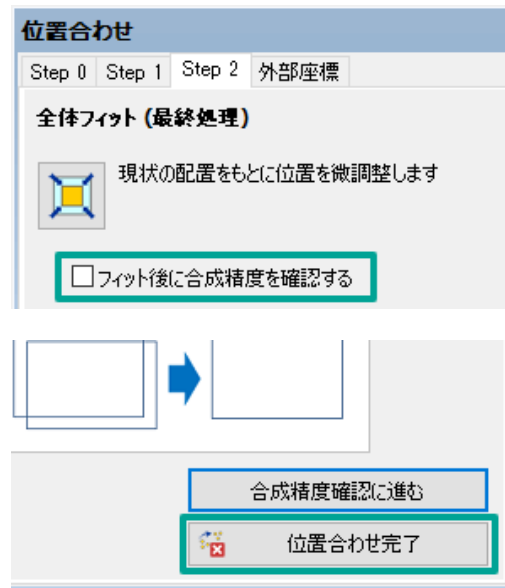 位置合わせ
Step 0 Step 1 Step 2 外部座標
全体フィット (最終処理)
現状の配置をもとに位置を微調整します
フィット後に合成精度を確認する
合成精度確認に進む
位置合わせ完了